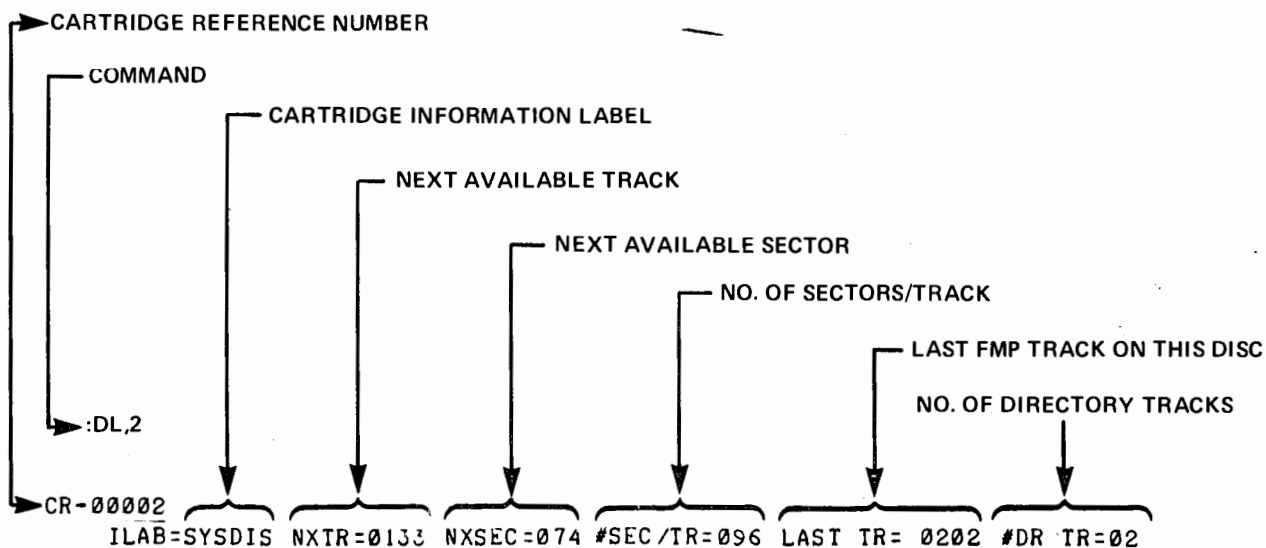 CARTRIDGE REFERENCE NUMBER
COMMAND
CARTRIDGE INFORMATION LABEL
NEXT AVAILABLE TRACK
NEXT AVAILABLE SECTOR
NO. OF SECTORS/TRACK
LAST FMP TRACK ON THIS DISC
NO. OF DIRECTORY TRACKS
:DL,2
CR-00002
ILAB=SYSDIS NXTR=0133 NXSEC=074 #SEC/TR=096 LAST TR= 0202 #DR TR=02